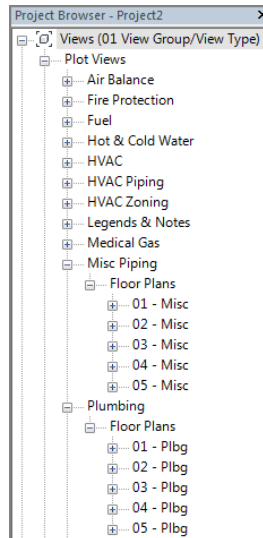 Project Browser - Project2
Views (01 View Group/View Type)
Plot Views
Air Balance
Fire Protection
Fuel
Hot & Cold Water
HVAC
HVAC Piping
HVAC Zoning
Legends & Notes
Medical Gas
Misc Piping
Floor Plans
01 - Misc
02 - Misc
03 - Misc
04 - Misc
05 - Misc
Plumbing
Floor Plans
01 - Plbg
02 - Plbg
03 - Plbg
04 - Plbg
05 - Plbg